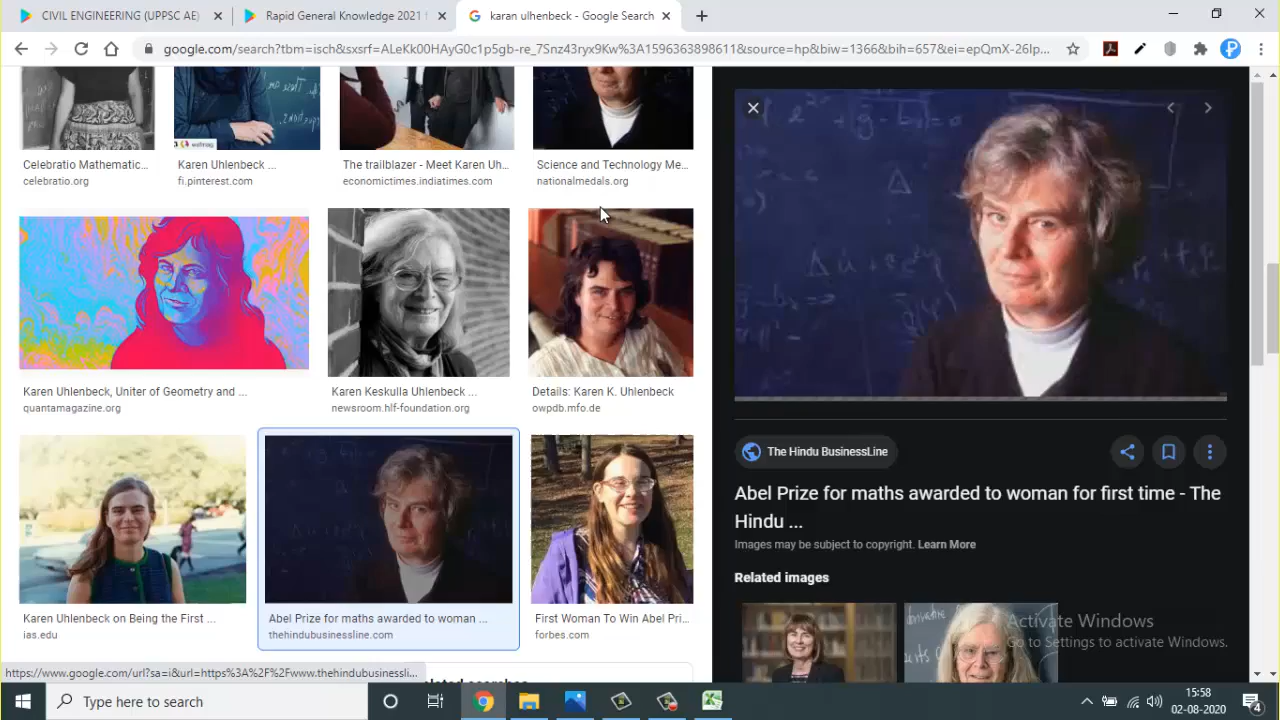 CIVIL ENGINEERING (UPPSC AE)
Rapid General Knowledge 2021 f
karan ulhenbeck - Google Search
google.com/search?tbm=isch&sxsrf=ALeKk00HAyG0c1p5gb-re_7Snz43ryx9Kw%3A1596363898611&source=hp&biw=1366&bih=657&ei=epQmX-26Ip...
Celebratio Mathematic...
celebratio.org
Karen Uhlenbeck ...
fi.pinterest.com
The trailblazer - Meet Karen Uh...
economictimes.indiatimes.com
Science and Technology Me...
nationalmedals.org
Karen Uhlenbeck, Uniter of Geometry and ...
quantamagazine.org
Karen Keskulla Uhlenbeck ...
newsroom.hlf-foundation.org
Details: Karen K. Uhlenbeck
owpdb.mfo.de
Karen Uhlenbeck on Being the First ...
ias.edu
Abel Prize for maths awarded to woman ...
thehindubusinessline.com
First Woman To Win Abel Pri...
forbes.com
The Hindu BusinessLine
Abel Prize for maths awarded to woman for first time - The
Hindu ...
Images may be subject to copyright. Learn More
Related images
Activate Windows
Go to Settings to activate Windows.
https://www.google.com/url?sa=i&url=https%3A%2F%2Fwww.thehindubusinessli...
Type here to search
15:58
02-08-2020
4